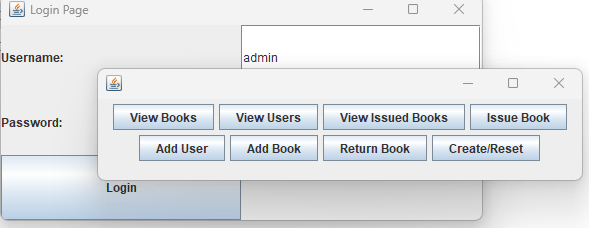 Login Page
Username:
admin
Password:
View Books View Users View Issued Books Issue Book
Add User Add Book Return Book Create/Reset
Login